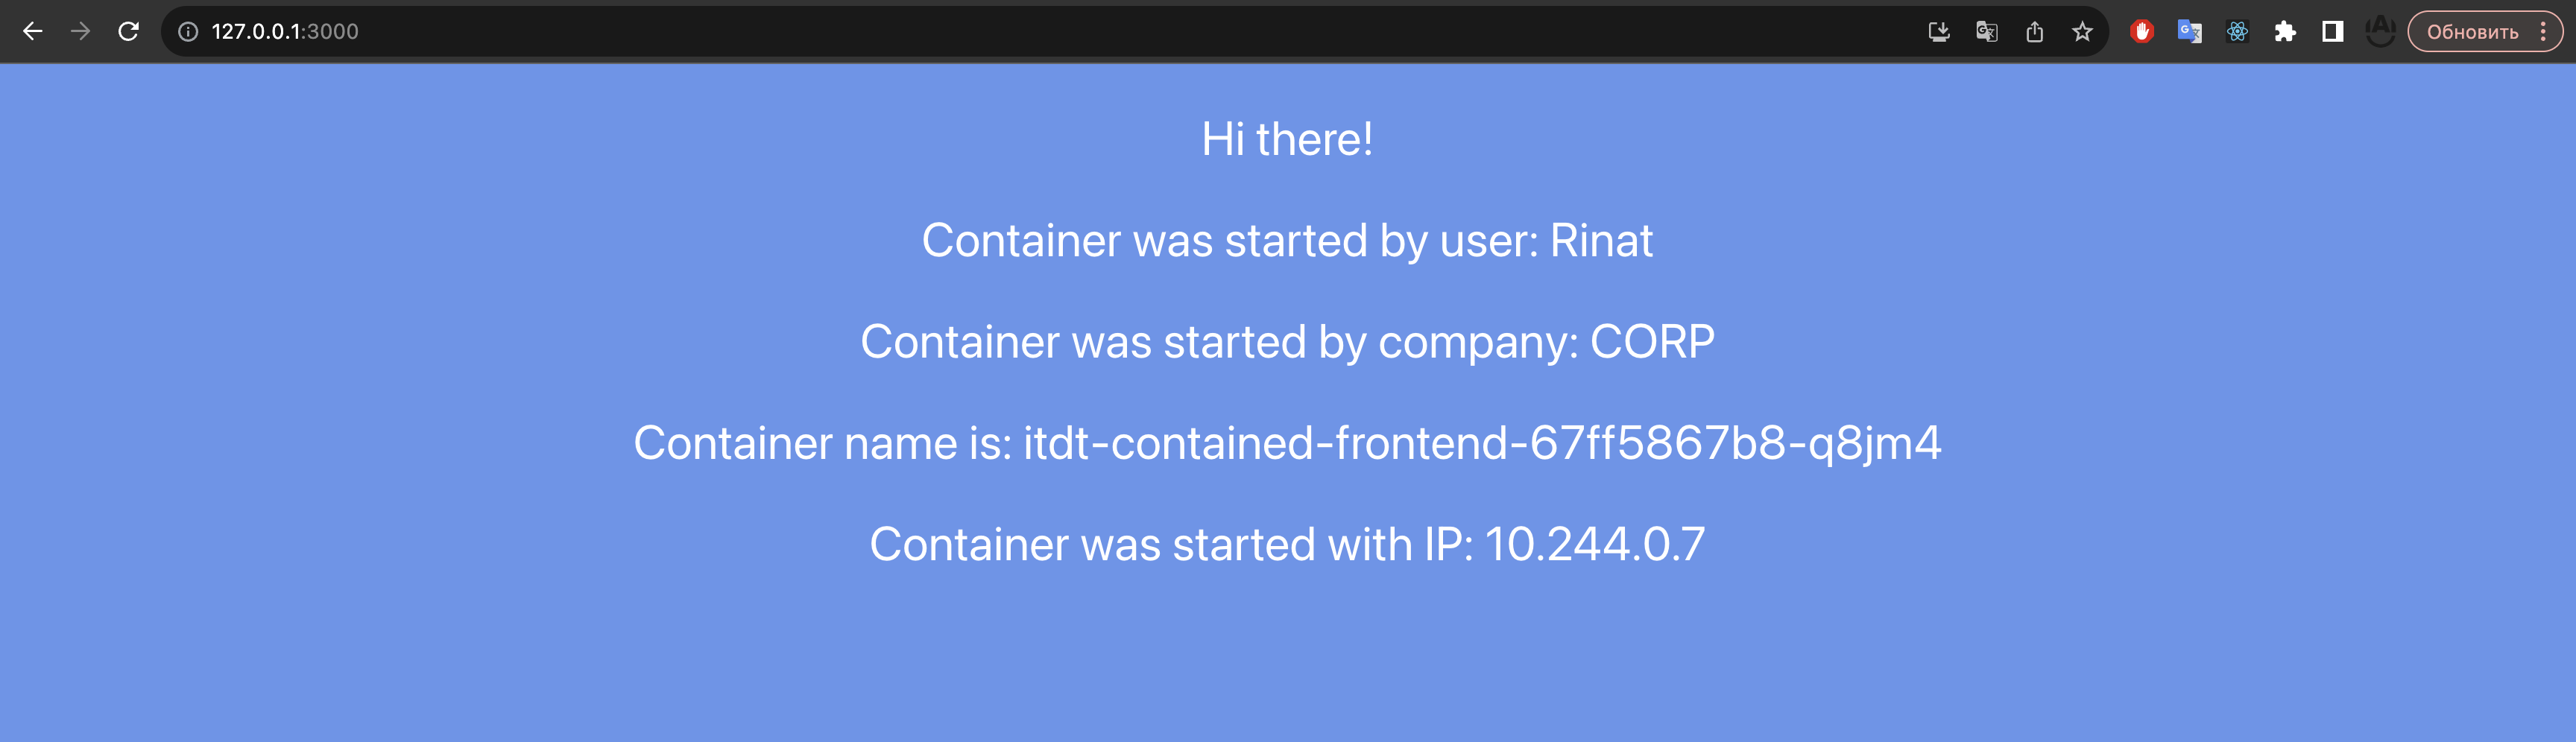 127.0.0.1:3000
Обновить
Hi there!
Container was started by user: Rinat
Container was started by company: CORP
Container name is: itdt-contained-frontend-67ff5867b8-q8jm4
Container was started with IP: 10.244.0.7